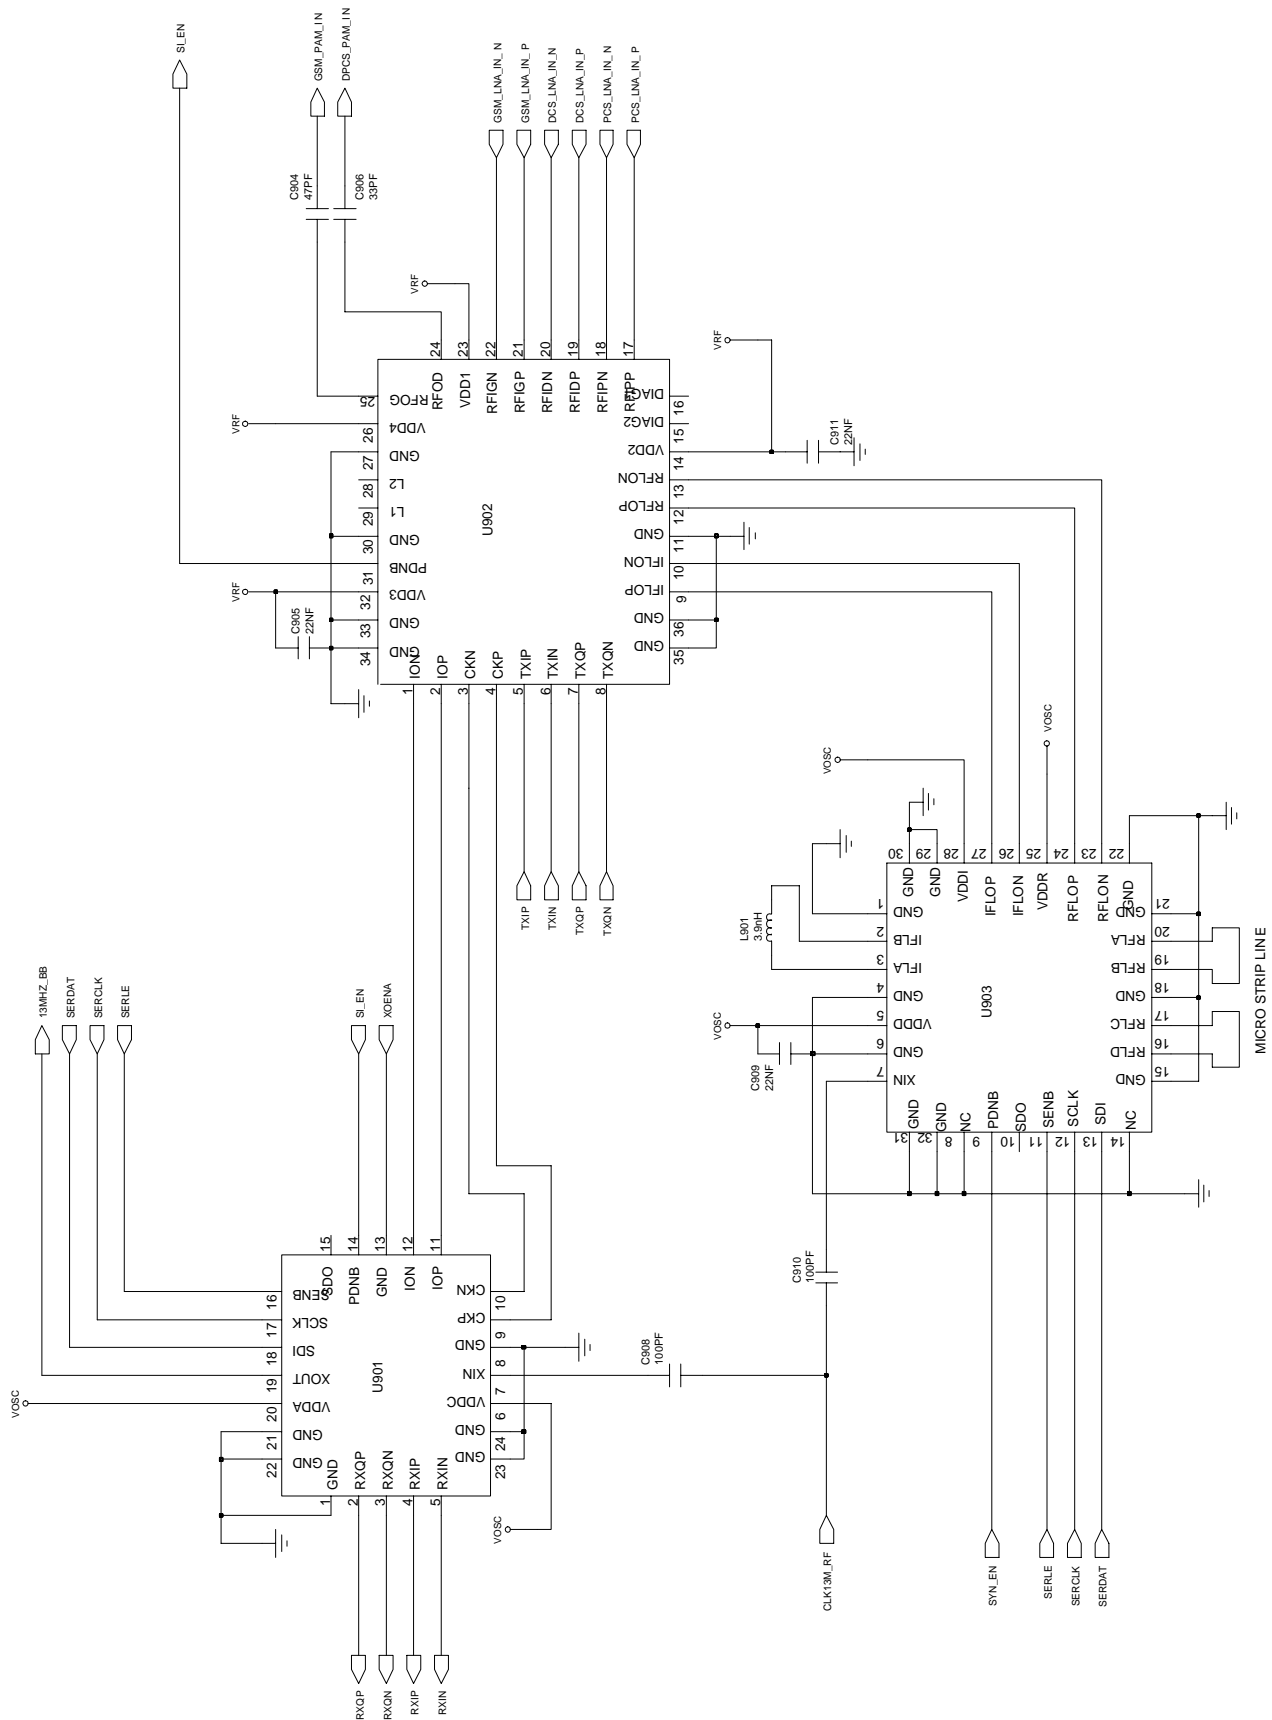 SI_EN
GSM_PAM_IN
DPCS_PAM_IN
C904
47PF
C906
33PF
GSM_LNA_IN_N
GSM_LNA_IN_P
DCS_LNA_IN_N
DCS_LNA_IN_P
PCS_LNA_IN_N
PCS_LNA_IN_P
VRF
VRF
VRF
VRF
C905
22NF
C911
22NF
U902
25 RFOG
26 VDD4
27 GND
28 L2
29 L1
30 GND
31 PDNB
32 VDD3
33 GND
34 GND
24 RFOD
23 VDD1
22 RFIGN
21 RFIGP
20 RFIDN
19 RFIDP
18 RFIPN
17 RFIPP
DIAG 16
DIAG2 15
VDD2 14
RFLON 13
RFLOP 12
GND 11
IFLON 10
IFLOP 9
GND 36
GND 35
1 ION
2 IOP
3 CKN
4 CKP
5 TXIP
6 TXIN
7 TXQP
8 TXQN
TXIP
TXIN
TXQP
TXQN
13MHZ_BB
SERDAT
SERCLK
SERLE
SI_EN
XOENA
VOSC
U901
16 SENB
17 SCLK
18 SDI
19 XOUT
20 VDDA
21 GND
22 GND
15 SDO
14 PDNB
13 GND
12 ION
11 IOP
CKN 10
CKP 9
GND 8
XIN 7
VDDC 6
GND 24
GND 23
1 GND
2 RXQP
3 RXQN
4 RXIP
5 RXIN
VOSC
RXQP
RXQN
RXIP
RXIN
C908
100PF
C910
100PF
CLK13M_RF
VOSC
VOSC
VOSC
L901
3.9nH
C909
22NF
U903
1 GND
2 IFLB
3 IFLA
4 GND
5 VDDD
6 GND
7 XIN
30 GND
29 GND
28 VDDI
27 IFLOP
26 IFLON
25 VDDR
24 RFLOP
23 RFLON
22 GND
GND 21
RFLA 20
RFLB 19
GND 18
RFLC 17
RFLD 16
GND 15
31 GND
32 GND
8 NC
9 PDNB
10 SDO
11 SENB
12 SCLK
13 SDI
14 NC
SYN_EN
SERLE
SERCLK
SERDAT
MICRO STRIP LINE